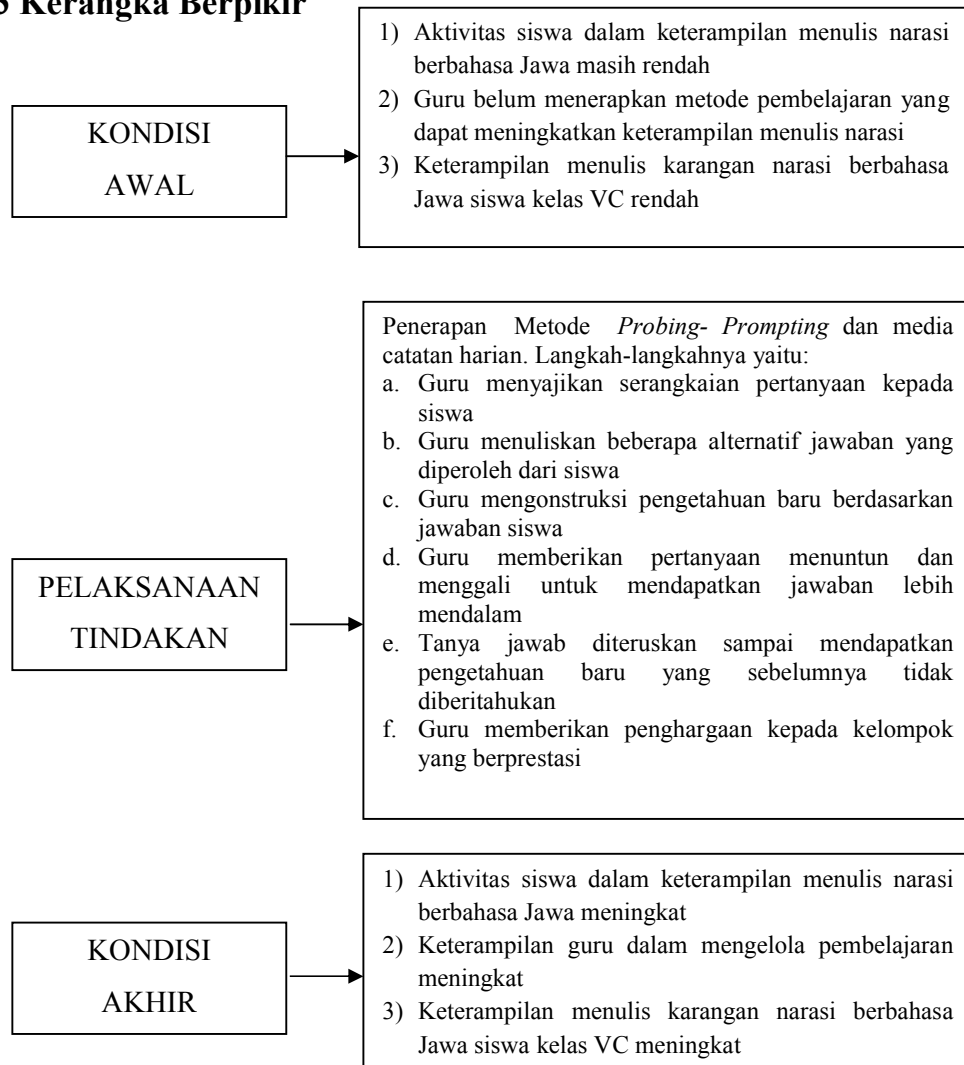 5 Kerangka Berpikir
KONDISI
AWAL
1) Aktivitas siswa dalam keterampilan menulis narasi
berbahasa Jawa masih rendah
2) Guru belum menerapkan metode pembelajaran yang
dapat meningkatkan keterampilan menulis narasi
3) Keterampilan menulis karangan narasi berbahasa
Jawa siswa kelas VC rendah
PELAKSANAAN
TINDAKAN
Penerapan Metode Probing- Prompting dan media
catatan harian. Langkah-langkahnya yaitu:
a. Guru menyajikan serangkaian pertanyaan kepada
siswa
b. Guru menuliskan beberapa alternatif jawaban yang
diperoleh dari siswa
c. Guru mengonstruksi pengetahuan baru berdasarkan
jawaban siswa
d. Guru memberikan pertanyaan menuntun dan
menggali untuk mendapatkan jawaban lebih
mendalam
e. Tanya jawab diteruskan sampai mendapatkan
pengetahuan baru yang sebelumnya tidak
diberitahukan
f. Guru memberikan penghargaan kepada kelompok
yang berprestasi
KONDISI
AKHIR
1) Aktivitas siswa dalam keterampilan menulis narasi
berbahasa Jawa meningkat
2) Keterampilan guru dalam mengelola pembelajaran
meningkat
3) Keterampilan menulis karangan narasi berbahasa
Jawa siswa kelas VC meningkat